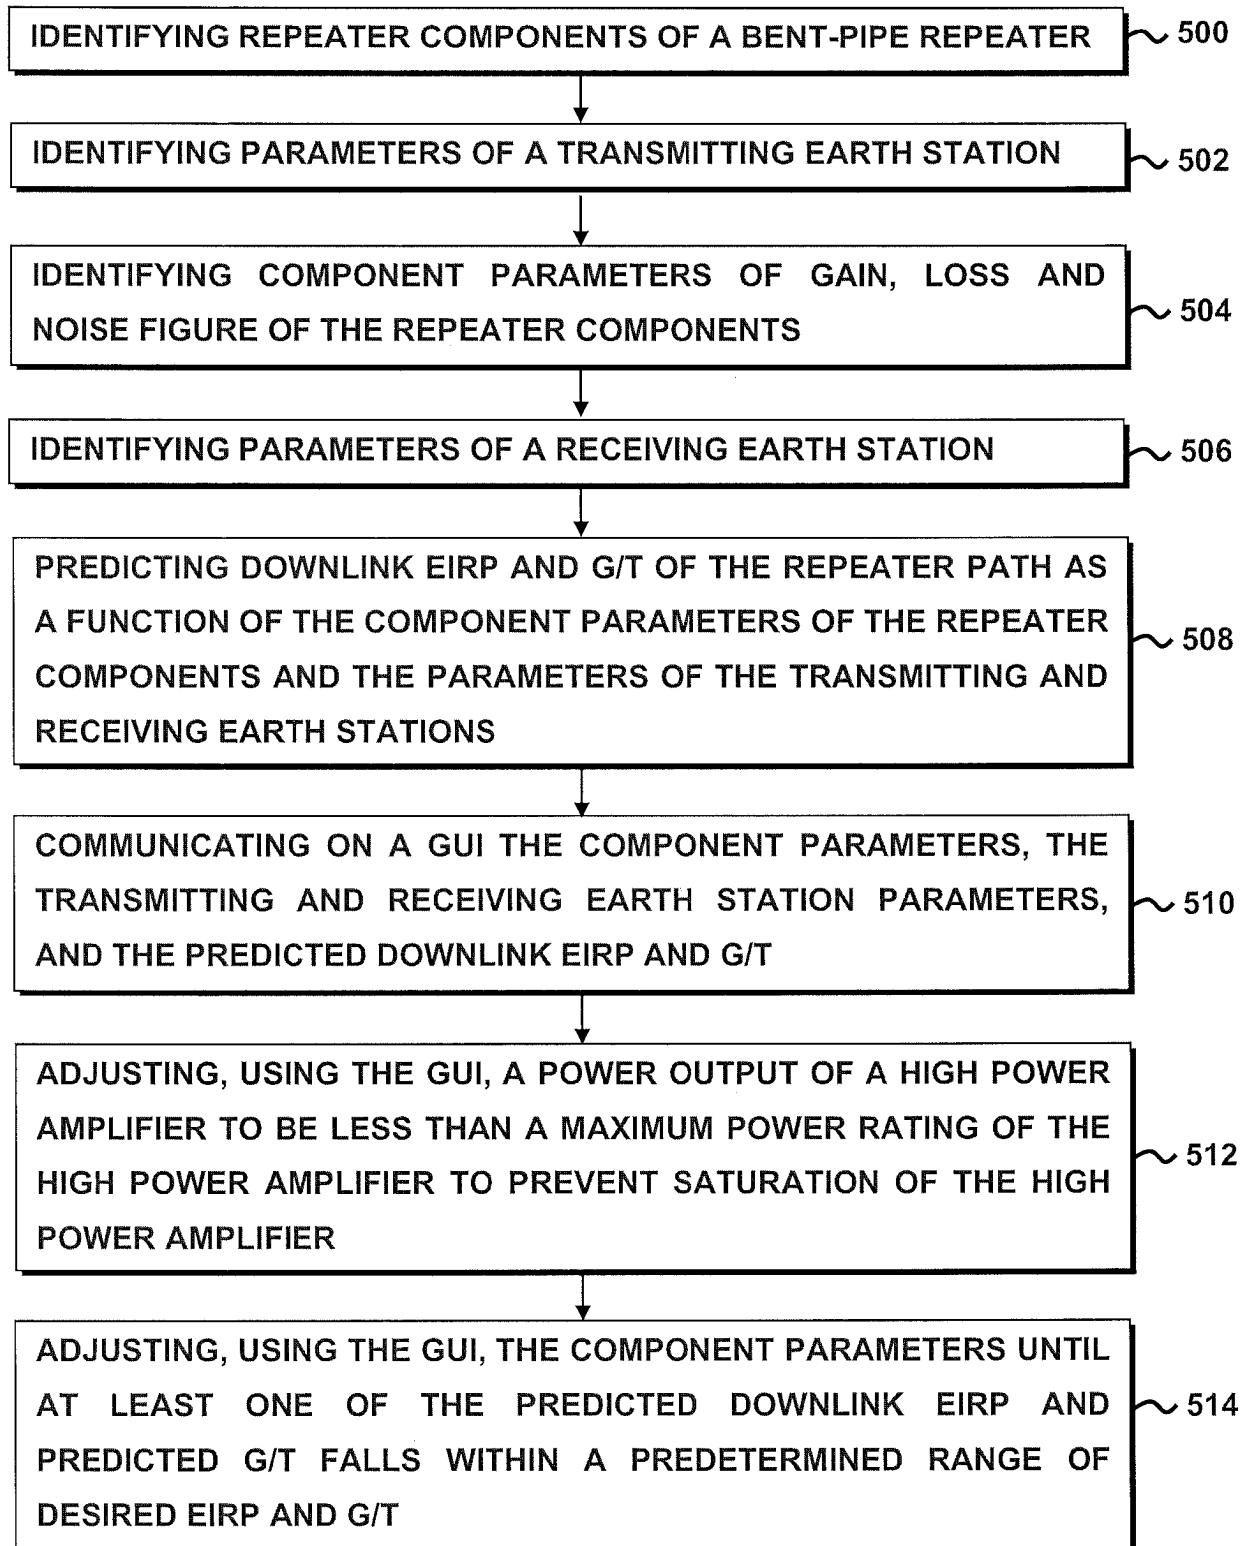 IDENTIFYING REPEATER COMPONENTS OF A BENT-PIPE REPEATER
500
IDENTIFYING PARAMETERS OF A TRANSMITTING EARTH STATION
502
IDENTIFYING COMPONENT PARAMETERS OF GAIN, LOSS AND
NOISE FIGURE OF THE REPEATER COMPONENTS
504
IDENTIFYING PARAMETERS OF A RECEIVING EARTH STATION
506
PREDICTING DOWNLINK EIRP AND G/T OF THE REPEATER PATH AS
A FUNCTION OF THE COMPONENT PARAMETERS OF THE REPEATER
COMPONENTS AND THE PARAMETERS OF THE TRANSMITTING AND
RECEIVING EARTH STATIONS
508
COMMUNICATING ON A GUI THE COMPONENT PARAMETERS, THE
TRANSMITTING AND RECEIVING EARTH STATION PARAMETERS,
AND THE PREDICTED DOWNLINK EIRP AND G/T
510
ADJUSTING, USING THE GUI, A POWER OUTPUT OF A HIGH POWER
AMPLIFIER TO BE LESS THAN A MAXIMUM POWER RATING OF THE
HIGH POWER AMPLIFIER TO PREVENT SATURATION OF THE HIGH
POWER AMPLIFIER
512
ADJUSTING, USING THE GUI, THE COMPONENT PARAMETERS UNTIL
AT LEAST ONE OF THE PREDICTED DOWNLINK EIRP AND
PREDICTED G/T FALLS WITHIN A PREDETERMINED RANGE OF
DESIRED EIRP AND G/T
514